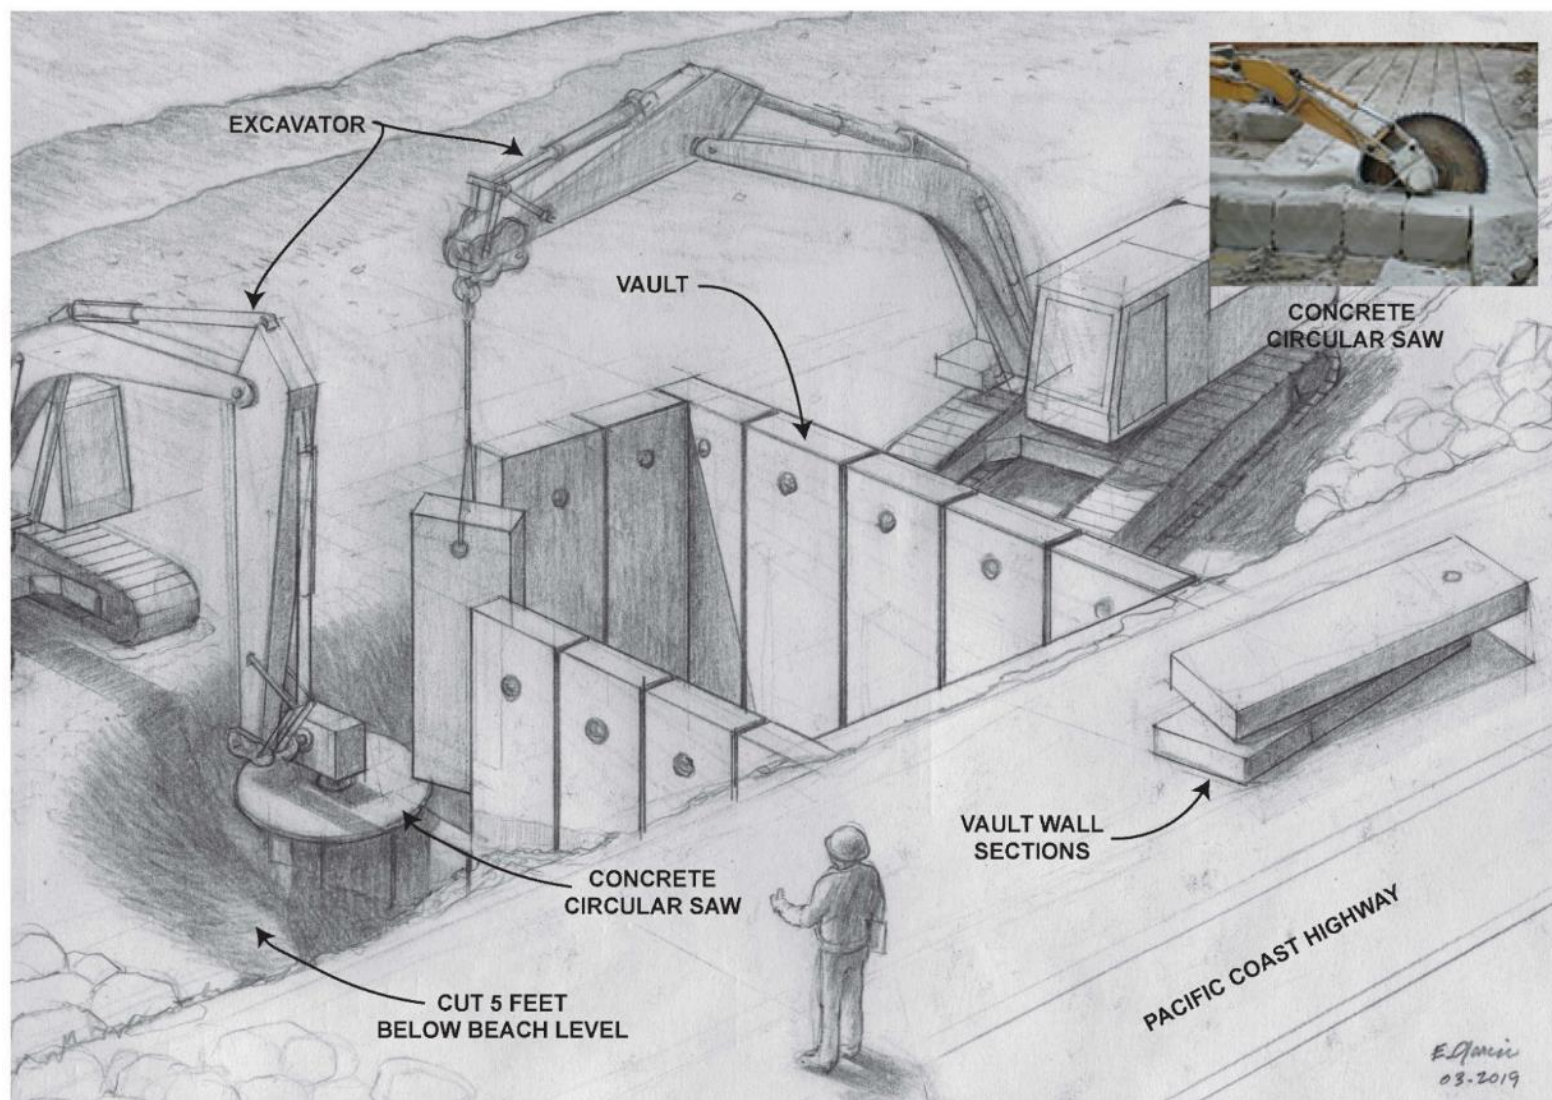 EXCAVATOR
VAULT
CONCRETE
CIRCULAR SAW
VAULT WALL
SECTIONS
CONCRETE
CIRCULAR SAW
CUT 5 FEET
BELOW BEACH LEVEL
PACIFIC COAST HIGHWAY
03-2019